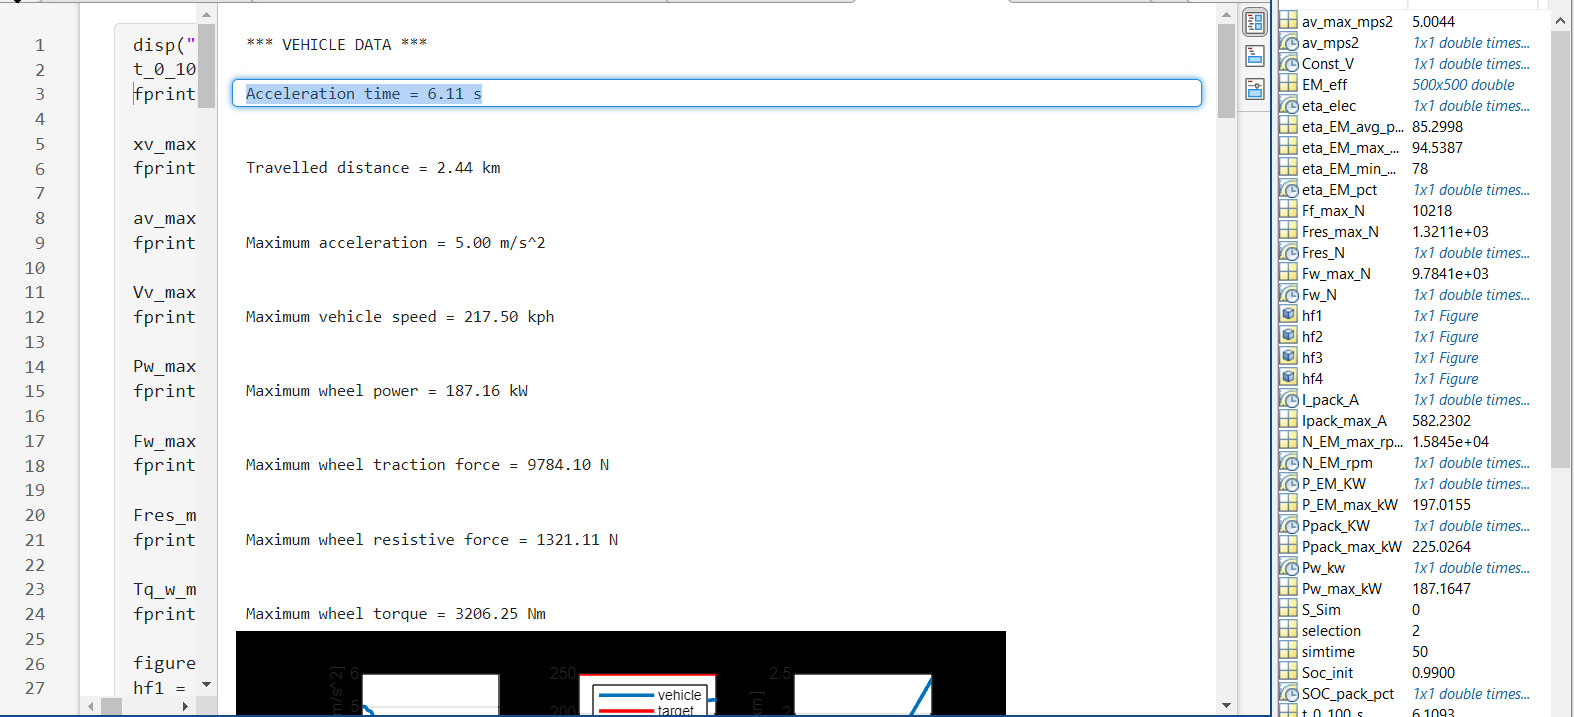 1 disp("
2 t_0_10
3 fprint
4
5 xv_max
6 fprint
7
8 av_max
9 fprint
10
11 Vv_max
12 fprint
13
14 Pw_max
15 fprint
16
17 Fw_max
18 fprint
19
20 Fres_m
21 fprint
22
23 Tq_w_m
24 fprint
25
26 figure
27 hf1 =
*** VEHICLE DATA ***
Acceleration time = 6.11 s
Travelled distance = 2.44 km
Maximum acceleration = 5.00 m/s^2
Maximum vehicle speed = 217.50 kph
Maximum wheel power = 187.16 kW
Maximum wheel traction force = 9784.10 N
Maximum wheel resistive force = 1321.11 N
Maximum wheel torque = 3206.25 Nm
m/s^2]
6
5
250
200
vehicle
target
km]
2.5
2
av_max_mps2 5.0044
av_mps2 1x1 double times...
Const_V 1x1 double times...
EM_eff 500x500 double
eta_elec 1x1 double times...
eta_EM_avg_p... 85.2998
eta_EM_max_... 94.5387
eta_EM_min_... 78
eta_EM_pct 1x1 double times...
Ff_max_N 10218
Fres_max_N 1.3211e+03
Fres_N 1x1 double times...
Fw_max_N 9.7841e+03
Fw_N 1x1 double times...
hf1 1x1 Figure
hf2 1x1 Figure
hf3 1x1 Figure
hf4 1x1 Figure
I_pack_A 1x1 double times...
Ipack_max_A 582.2302
N_EM_max_rp... 1.5845e+04
N_EM_rpm 1x1 double times...
P_EM_KW 1x1 double times...
P_EM_max_kW 197.0155
Ppack_KW 1x1 double times...
Ppack_max_kW 225.0264
Pw_kw 1x1 double times...
Pw_max_kW 187.1647
S_Sim 0
selection 2
simtime 50
Soc_init 0.9900
SOC_pack_pct 1x1 double times...
t_0_100_s 6.1093